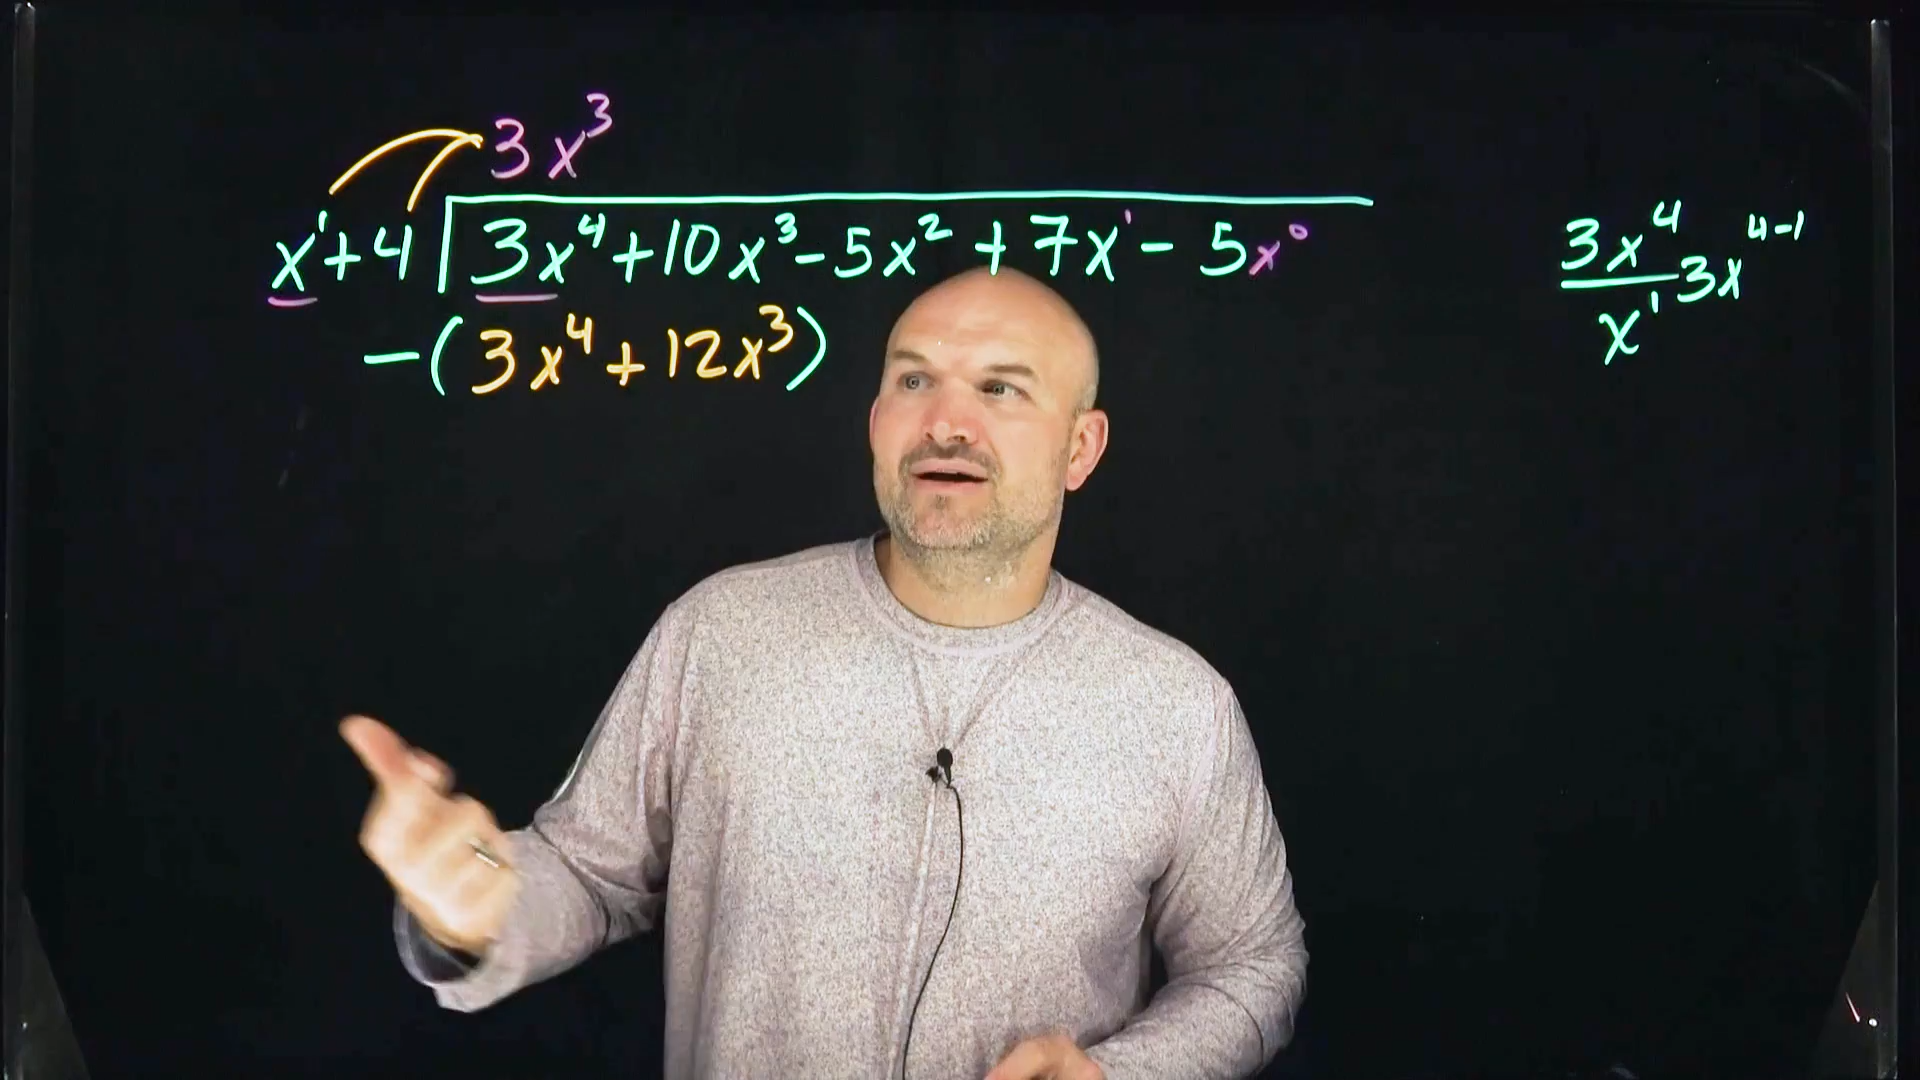 3x³
x¹+4 3x⁴+10x³-5x²+7x¹-5x⁰
-(3x⁴+12x³)
3x⁴/x¹ 3x⁴⁻¹